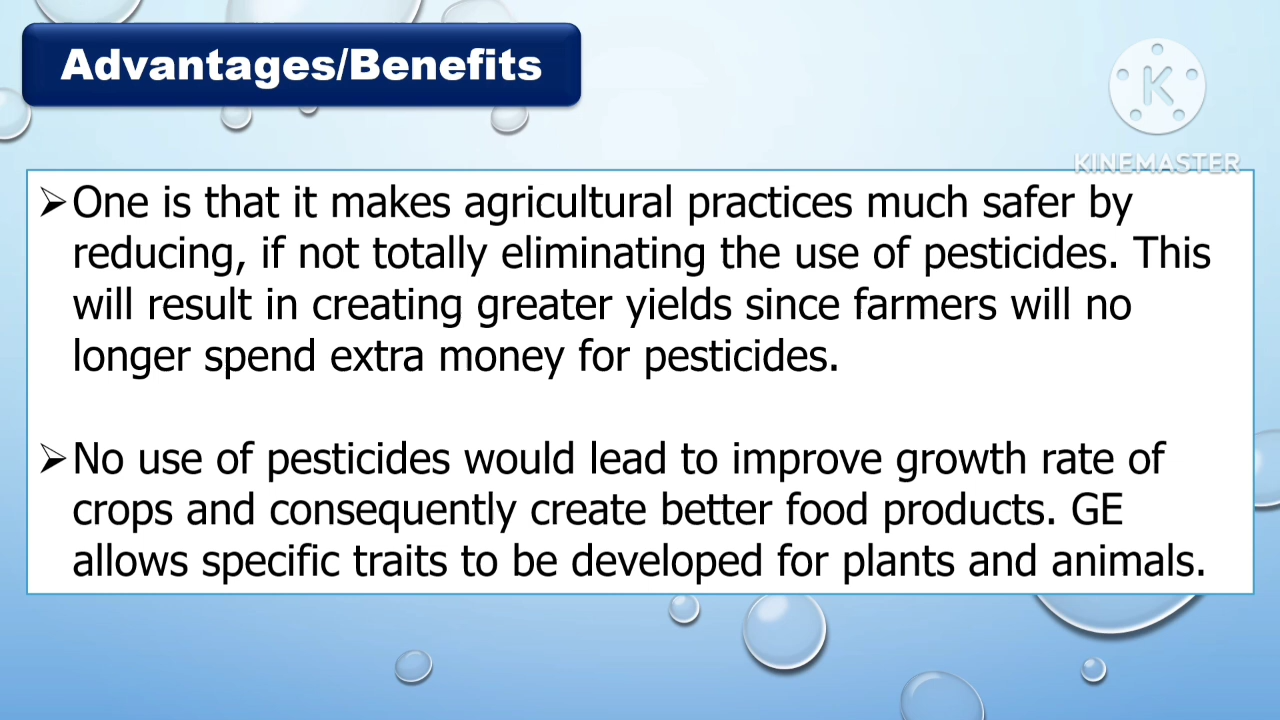 Advantages/Benefits
K
KINEMASTER
➢One is that it makes agricultural practices much safer by
reducing, if not totally eliminating the use of pesticides. This
will result in creating greater yields since farmers will no
longer spend extra money for pesticides.
➢No use of pesticides would lead to improve growth rate of
crops and consequently create better food products. GE
allows specific traits to be developed for plants and animals.